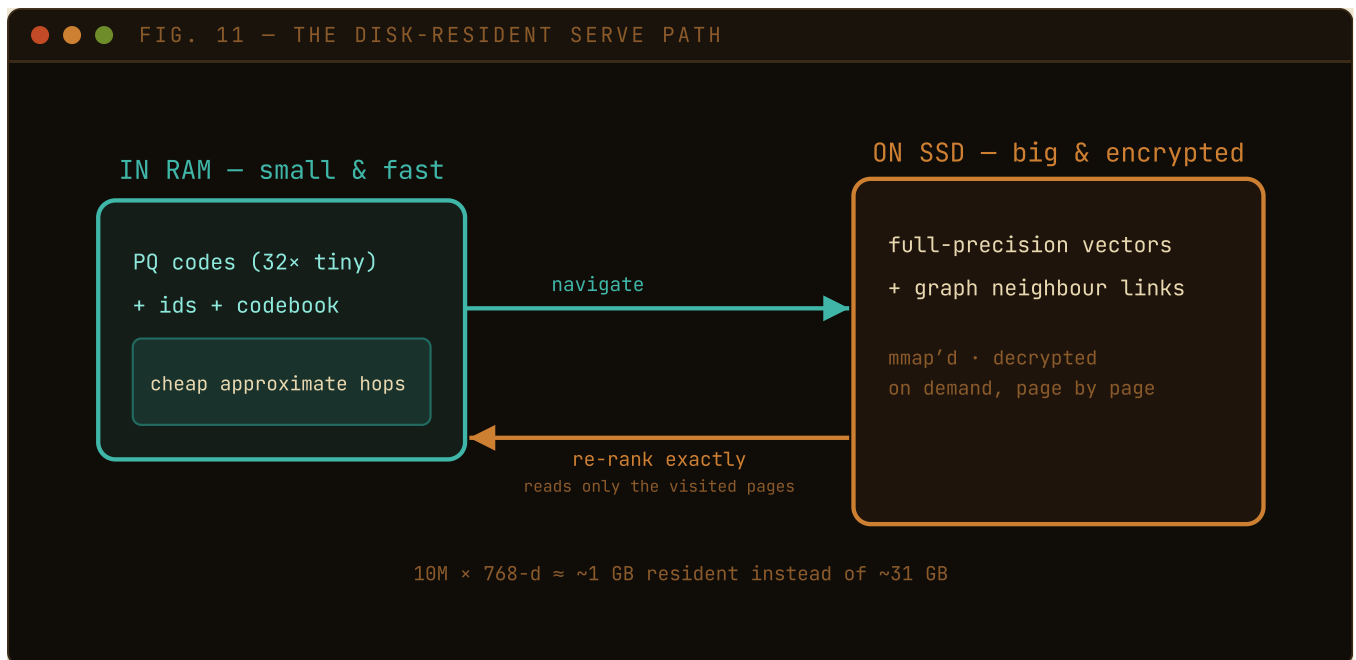 FIG. 11 — THE DISK-RESIDENT SERVE PATH
IN RAM — small & fast
PQ codes (32× tiny)
+ ids + codebook
cheap approximate hops
navigate
re-rank exactly
reads only the visited pages
ON SSD — big & encrypted
full-precision vectors
+ graph neighbour links
mmap’d · decrypted
on demand, page by page
10M × 768-d ≈ ~1 GB resident instead of ~31 GB